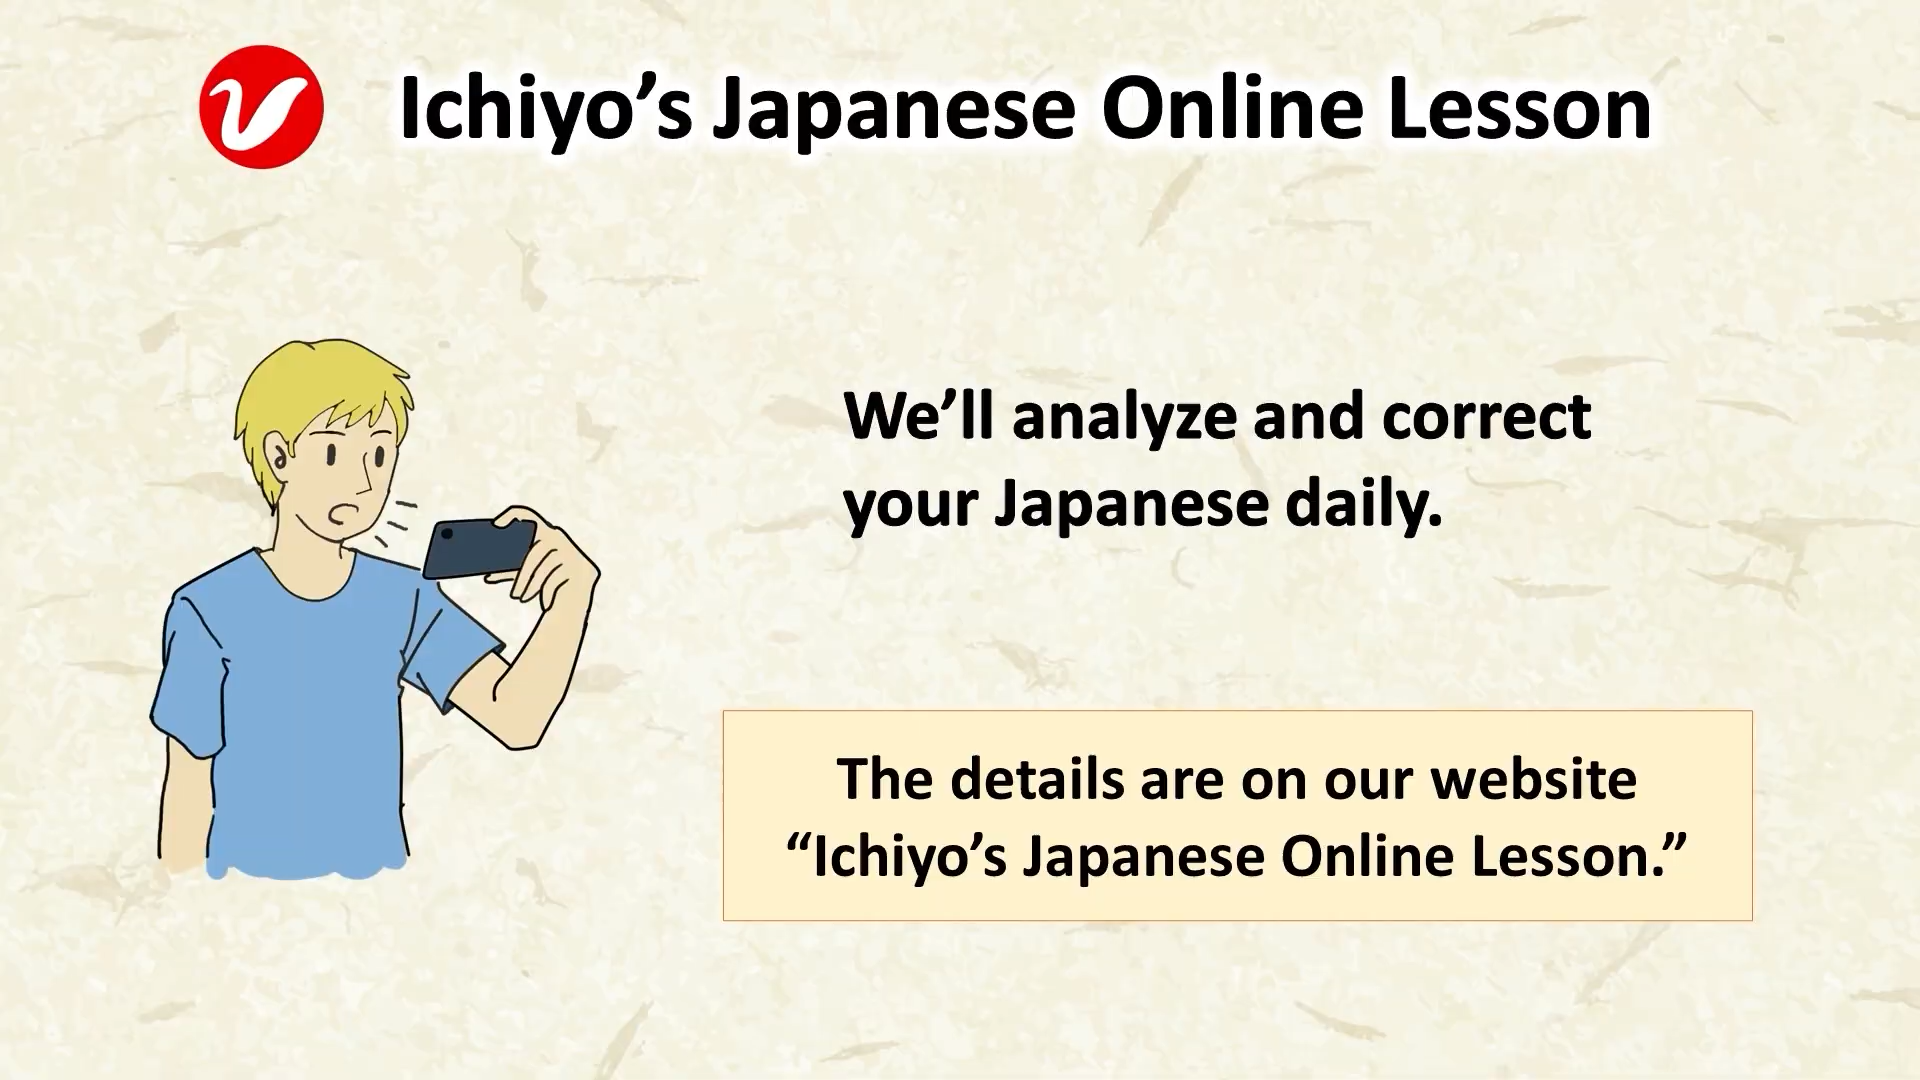 Ichiyo’s Japanese Online Lesson
We’ll analyze and correct
your Japanese daily.
The details are on our website
“Ichiyo’s Japanese Online Lesson.”